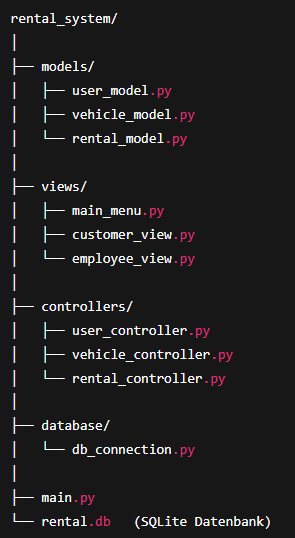 rental_system/
│
├── models/
│   ├── user_model.py
│   ├── vehicle_model.py
│   └── rental_model.py
│
├── views/
│   ├── main_menu.py
│   ├── customer_view.py
│   └── employee_view.py
│
├── controllers/
│   ├── user_controller.py
│   ├── vehicle_controller.py
│   └── rental_controller.py
│
├── database/
│   └── db_connection.py
│
├── main.py
└── rental.db   (SQLite Datenbank)